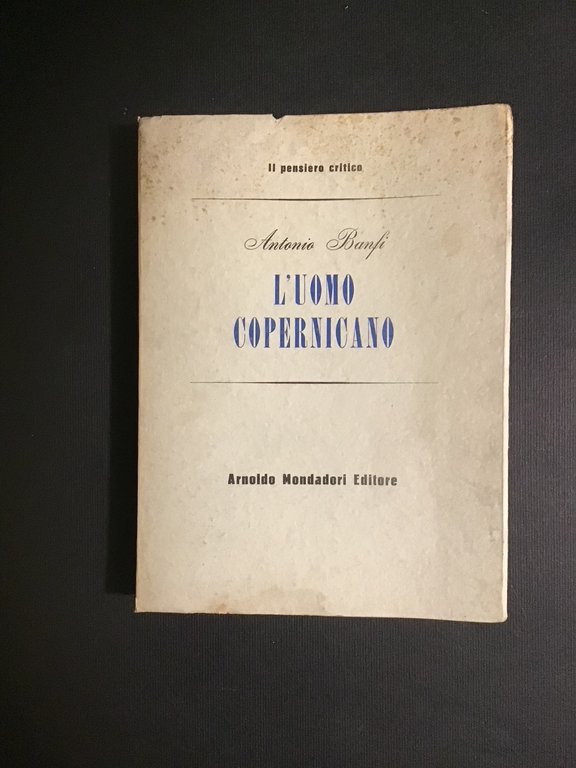 Il pensiero critico
Antonio Banfi
L'UOMO
COPERNICANO
Arnoldo Mondadori Editore